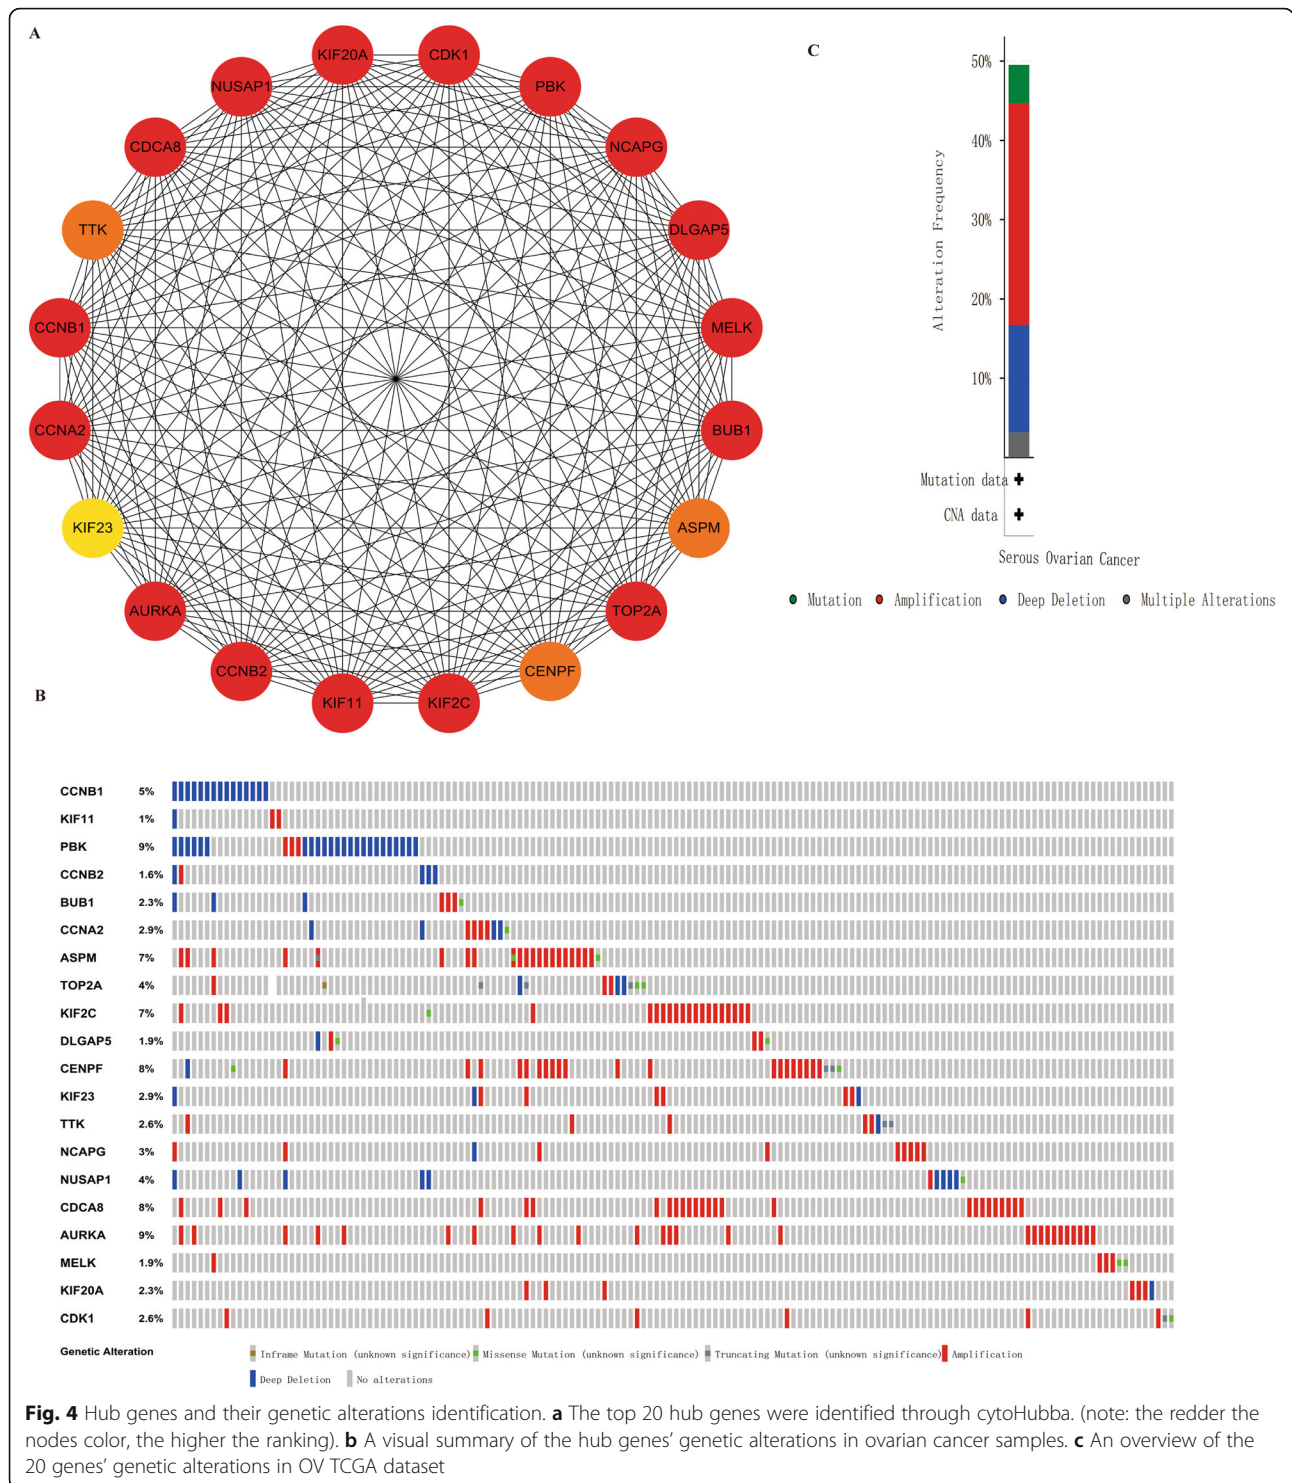 A
KIF20A
CDK1
NUSAP1
PBK
CDCA8
NCAPG
TTK
DLGAP5
CCNB1
MELK
CCNA2
BUB1
KIF23
ASPM
AURKA
TOP2A
CCNB2
CENPF
KIF11
KIF2C
C
50%
40%
30%
20%
10%
Alteration Frequency
Mutation data +
CNA data +
Serous Ovarian Cancer
Mutation Amplification Deep Deletion Multiple Alterations
B
CCNB1 5%
KIF11 1%
PBK 9%
CCNB2 1.6%
BUB1 2.3%
CCNA2 2.9%
ASPM 7%
TOP2A 4%
KIF2C 7%
DLGAP5 1.9%
CENPF 8%
KIF23 2.9%
TTK 2.6%
NCAPG 3%
NUSAP1 4%
CDCA8 8%
AURKA 9%
MELK 1.9%
KIF20A 2.3%
CDK1 2.6%
Genetic Alteration Inframe Mutation (unknown significance) Missense Mutation (unknown significance) Truncating Mutation (unknown significance) Amplification
Deep Deletion No alterations
Fig. 4 Hub genes and their genetic alterations identification. a The top 20 hub genes were identified through cytoHubba. (note: the redder the
nodes color, the higher the ranking). b A visual summary of the hub genes' genetic alterations in ovarian cancer samples. c An overview of the
20 genes' genetic alterations in OV TCGA dataset